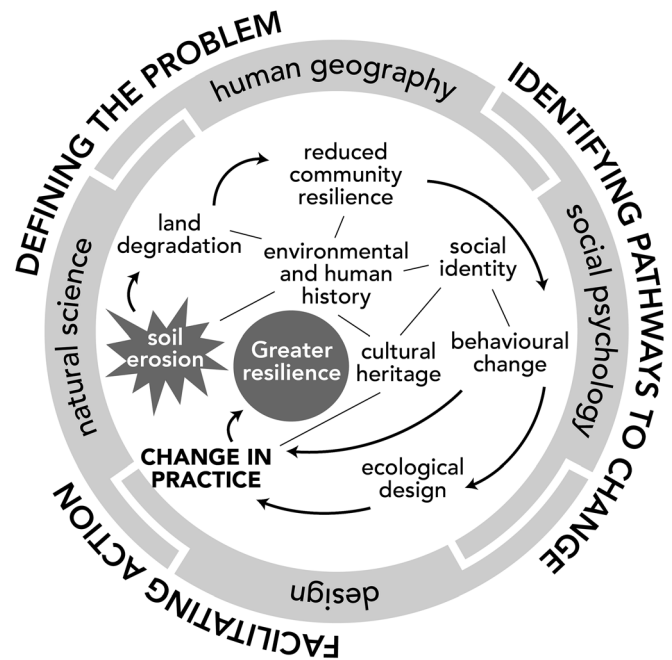 DEFINING THE PROBLEM
IDENTIFYING PATHWAYS TO CHANGE
FACILITATING ACTION
human geography
social psychology
design
natural science
reduced
community
resilience
land
degradation
environmental
and human
history
social
identity
soil
erosion
Greater
resilience
cultural
heritage
behavioural
change
CHANGE IN
PRACTICE
ecological
design